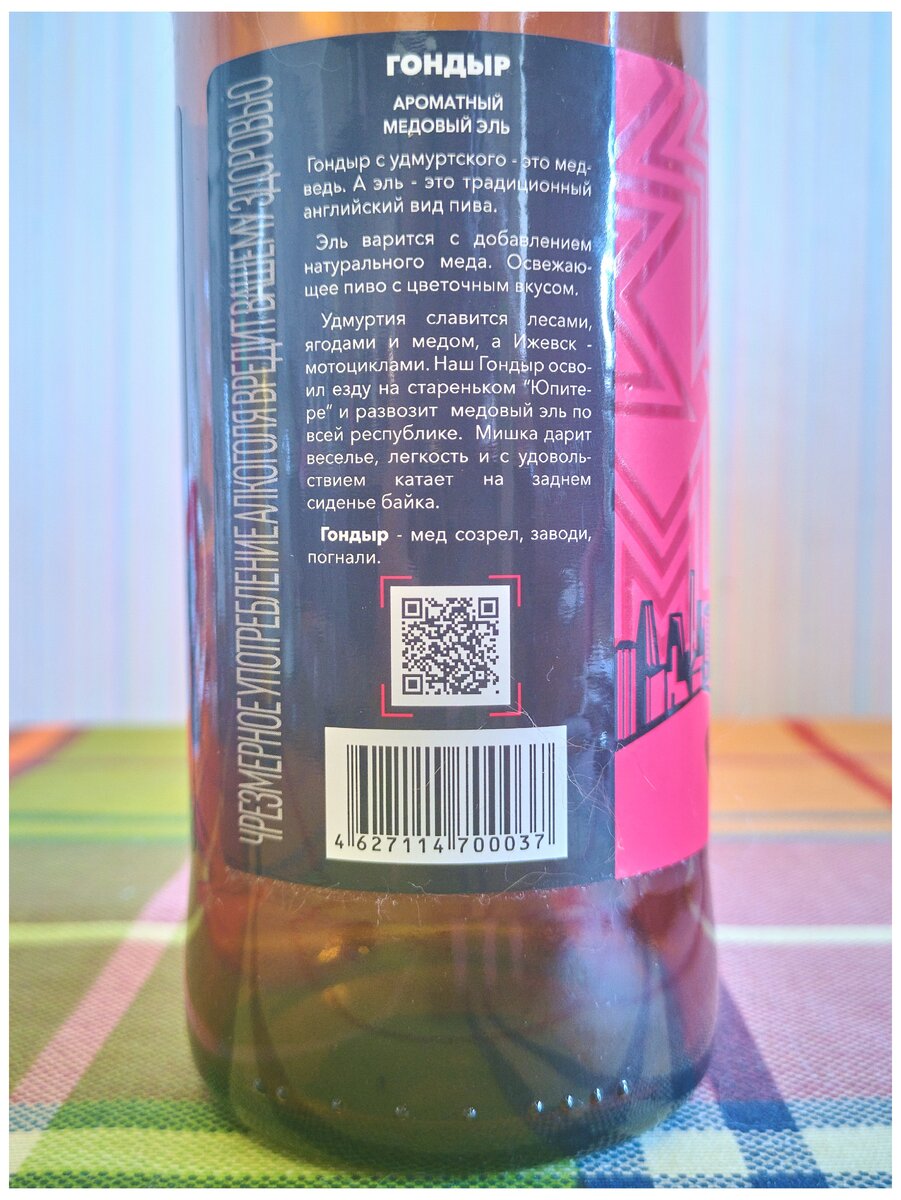 ГОНДЫР
АРОМАТНЫЙ
МЕДОВЫЙ ЭЛЬ
Гондыр с удмуртского - это мед-
ведь. А эль - это традиционный
английский вид пива.
Эль варится с добавлением
натурального меда. Освежаю-
щее пиво с цветочным вкусом.
Удмуртия славится лесами,
ягодами и медом, а Ижевск -
мотоциклами. Наш Гондыр осво-
ил езду на стареньком “Юпите-
ре“ и развозит медовый эль по
всей республике. Мишка дарит
веселье, легкость и с удоволь-
ствием катает на заднем
сиденье байка.
Гондыр - мед созрел, заводи,
погнали.
4 627114 700037
ЧРЕЗМЕРНОЕ УПОТРЕБЛЕНИЕ АЛКОГОЛЯ ВРЕДИТ ВАШЕМУ ЗДОРОВЬЮ